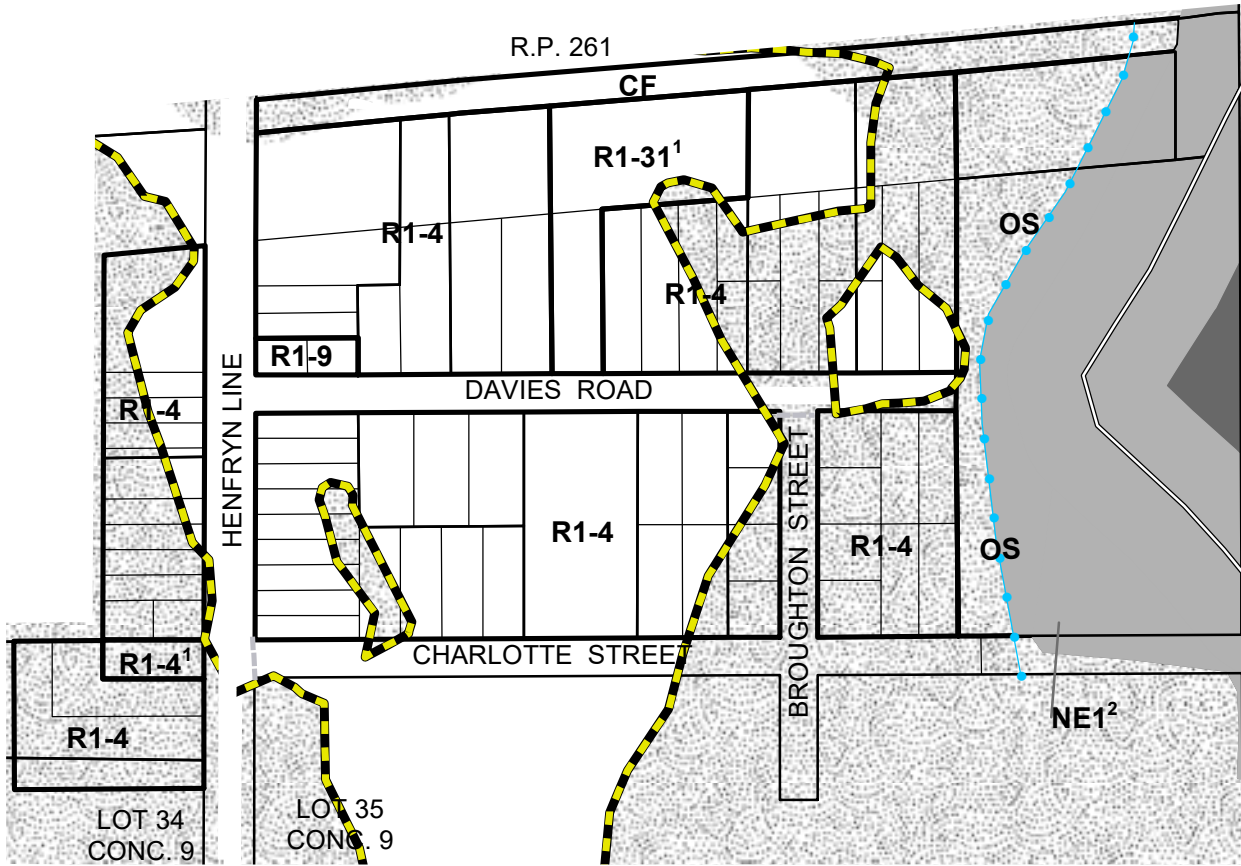 R.P. 261
CF
R1-31¹
R1-4
OS
R1-4
R1-9
DAVIES ROAD
R1-4
HENFRYN LINE
BROUGHTON STREET
R1-4
R1-4
OS
CHARLOTTE STREET
R1-4¹
NE1²
R1-4
LOT 34
CONC. 9
LOT 35
CONC. 9